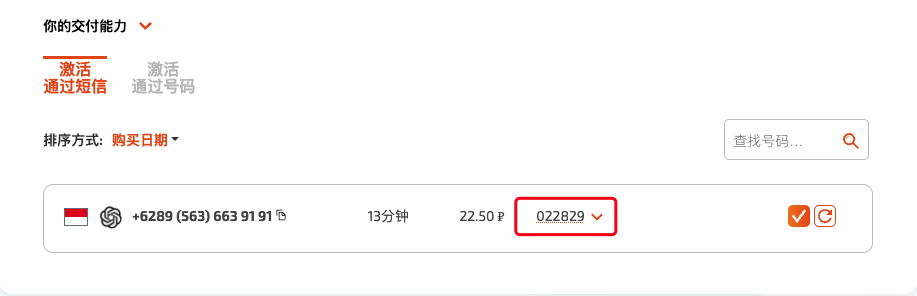 你的交付能力
激活
通过短信
激活
通过号码
排序方式: 购买日期
查找号码...
+6289 (563) 663 91 91 13分钟 22.50 ₽ 022829